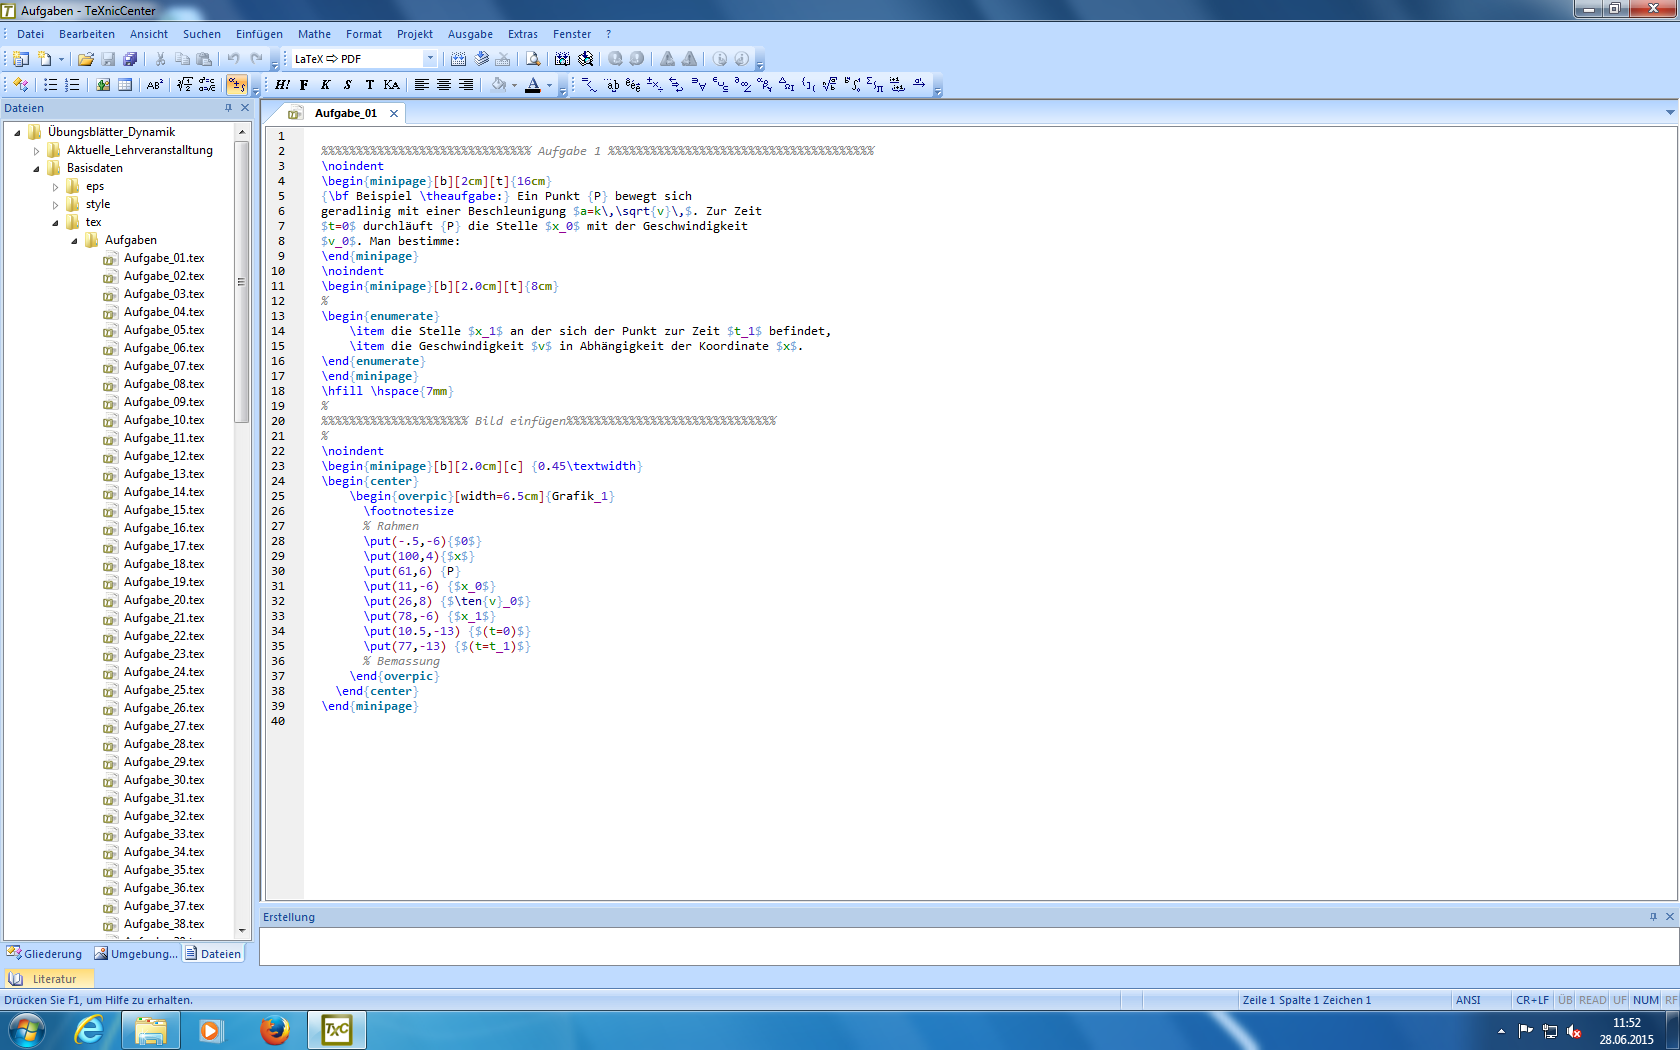 Aufgaben - TeXnicCenter
Datei Bearbeiten Ansicht Suchen Einfügen Mathe Format Projekt Ausgabe Extras Fenster ?
LaTeX ⇨ PDF
H! F K S T KA
Dateien
Aufgabe_01
Übungsblätter_Dynamik
Aktuelle_Lehrveranstalltung
Basisdaten
eps
style
tex
Aufgaben
Aufgabe_01.tex
Aufgabe_02.tex
Aufgabe_03.tex
Aufgabe_04.tex
Aufgabe_05.tex
Aufgabe_06.tex
Aufgabe_07.tex
Aufgabe_08.tex
Aufgabe_09.tex
Aufgabe_10.tex
Aufgabe_11.tex
Aufgabe_12.tex
Aufgabe_13.tex
Aufgabe_14.tex
Aufgabe_15.tex
Aufgabe_16.tex
Aufgabe_17.tex
Aufgabe_18.tex
Aufgabe_19.tex
Aufgabe_20.tex
Aufgabe_21.tex
Aufgabe_22.tex
Aufgabe_23.tex
Aufgabe_24.tex
Aufgabe_25.tex
Aufgabe_26.tex
Aufgabe_27.tex
Aufgabe_28.tex
Aufgabe_29.tex
Aufgabe_30.tex
Aufgabe_31.tex
Aufgabe_32.tex
Aufgabe_33.tex
Aufgabe_34.tex
Aufgabe_35.tex
Aufgabe_36.tex
Aufgabe_37.tex
Aufgabe_38.tex
Gliederung Umgebung... Dateien
Literatur
1
2 %%%%%%%%%%%%%%%%%%%%%%%%%%%%%% Aufgabe 1 %%%%%%%%%%%%%%%%%%%%%%%%%%%%%%%%%%%%%%
3 \noindent
4 \begin{minipage}[b][2cm][t]{16cm}
5 {\bf Beispiel \theaufgabe:} Ein Punkt {P} bewegt sich
6 geradlinig mit einer Beschleunigung $a=k\,\sqrt{v}\,$. Zur Zeit
7 $t=0$ durchläuft {P} die Stelle $x_0$ mit der Geschwindigkeit
8 $v_0$. Man bestimme:
9 \end{minipage}
10 \noindent
11 \begin{minipage}[b][2.0cm][t]{8cm}
12 %
13 \begin{enumerate}
14 \item die Stelle $x_1$ an der sich der Punkt zur Zeit $t_1$ befindet,
15 \item die Geschwindigkeit $v$ in Abhängigkeit der Koordinate $x$.
16 \end{enumerate}
17 \end{minipage}
18 \hfill \hspace{7mm}
19 %
20 %%%%%%%%%%%%%%%%%%%%% Bild einfügen%%%%%%%%%%%%%%%%%%%%%%%%%%%%%%
21 %
22 \noindent
23 \begin{minipage}[b][2.0cm][c] {0.45\textwidth}
24 \begin{center}
25 \begin{overpic}[width=6.5cm]{Grafik_1}
26 \footnotesize
27 % Rahmen
28 \put(-.5,-6){$0$}
29 \put(100,4){$x$}
30 \put(61,6) {P}
31 \put(11,-6) {$x_0$}
32 \put(26,8) {$\ten{v}_0$}
33 \put(78,-6) {$x_1$}
34 \put(10.5,-13) {$(t=0)$}
35 \put(77,-13) {$(t=t_1)$}
36 % Bemassung
37 \end{overpic}
38 \end{center}
39 \end{minipage}
40
Erstellung
Drücken Sie F1, um Hilfe zu erhalten.
Zeile 1 Spalte 1 Zeichen 1 ANSI CR+LF ÜB READ UF NUM RF
11:52
28.06.2015